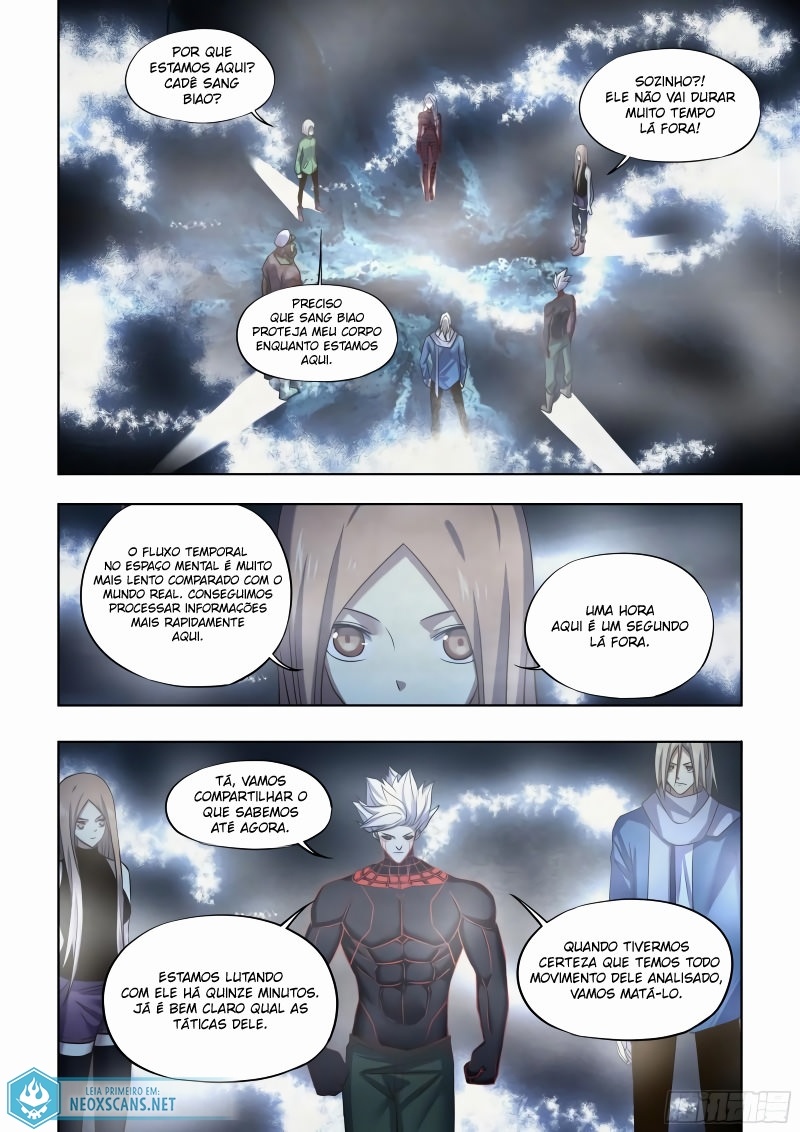 POR QUE
ESTAMOS AQUI?
CADÊ SANG
BIAO?
SOZINHO?!
ELE NÃO VAI DURAR
MUITO TEMPO
LÁ FORA!
PRECISO
QUE SANG BIAO
PROTEJA MEU CORPO
ENQUANTO ESTAMOS
AQUI.
O FLUXO TEMPORAL
NO ESPAÇO MENTAL É MUITO
MAIS LENTO COMPARADO COM O
MUNDO REAL. CONSEGUIMOS
PROCESSAR INFORMAÇÕES
MAIS RAPIDAMENTE
AQUI.
UMA HORA
AQUI É UM SEGUNDO
LÁ FORA.
TÁ, VAMOS
COMPARTILHAR O
QUE SABEMOS
ATÉ AGORA.
ESTAMOS LUTANDO
COM ELE HÁ QUINZE MINUTOS.
JÁ É BEM CLARO QUAL AS
TÁTICAS DELE.
QUANDO TIVERMOS
CERTEZA QUE TEMOS TODO
MOVIMENTO DELE ANALISADO,
VAMOS MATÁ-LO.
LEIA PRIMEIRO EM:
NEOXSCANS.NET